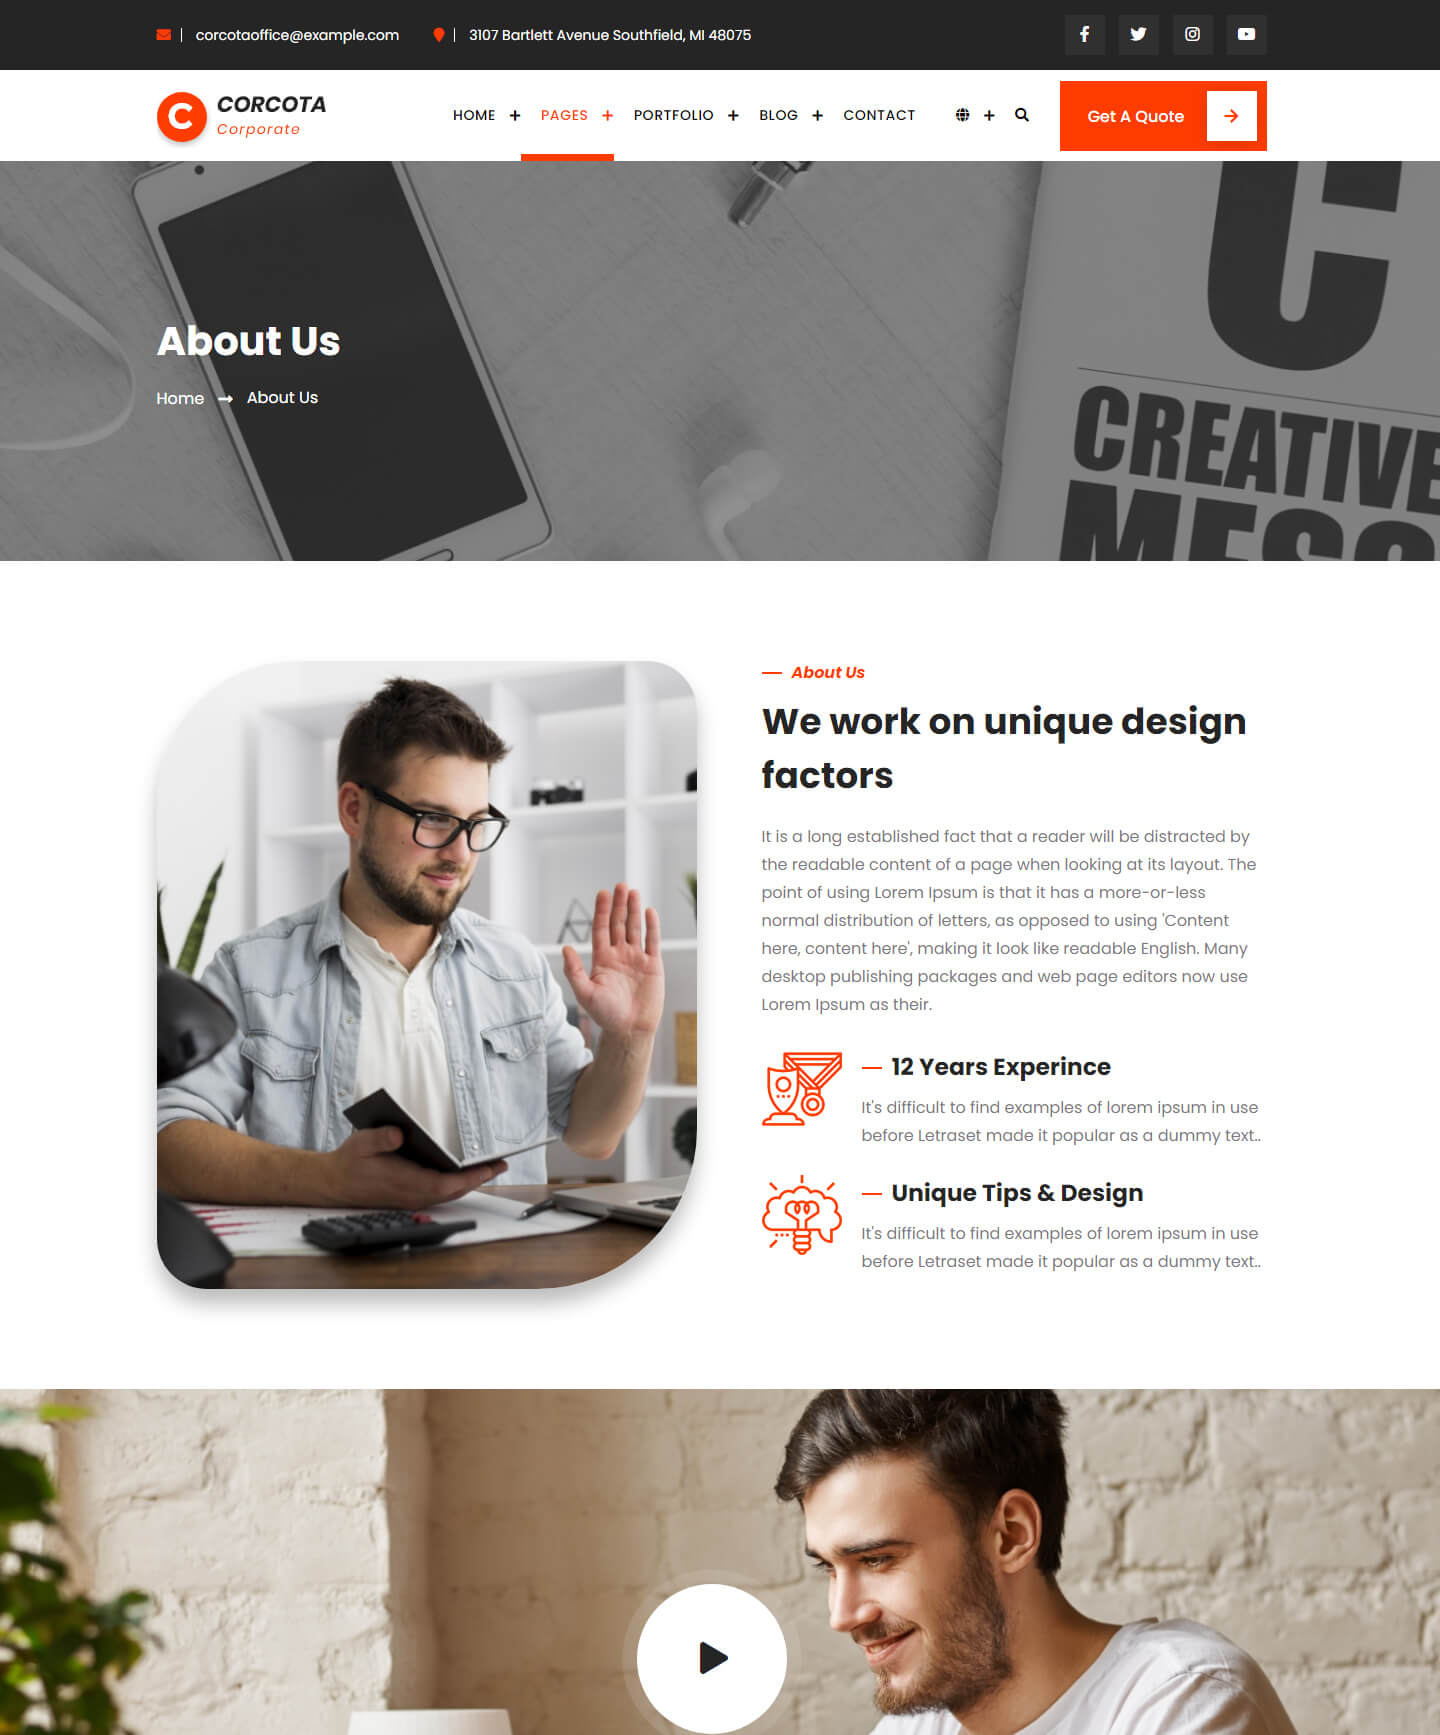 corcotaoffice@example.com 3107 Bartlett Avenue Southfield, MI 48075
C CORCOTA
Corporate
HOME PAGES PORTFOLIO BLOG CONTACT
Get A Quote
C
CREATIVE
About Us
Home About Us
About Us
We work on unique design
factors
It is a long established fact that a reader will be distracted by
the readable content of a page when looking at its layout. The
point of using Lorem Ipsum is that it has a more-or-less
normal distribution of letters, as opposed to using 'Content
here, content here', making it look like readable English. Many
desktop publishing packages and web page editors now use
Lorem Ipsum as their.
12 Years Experince
It's difficult to find examples of lorem ipsum in use
before Letraset made it popular as a dummy text..
Unique Tips & Design
It's difficult to find examples of lorem ipsum in use
before Letraset made it popular as a dummy text..